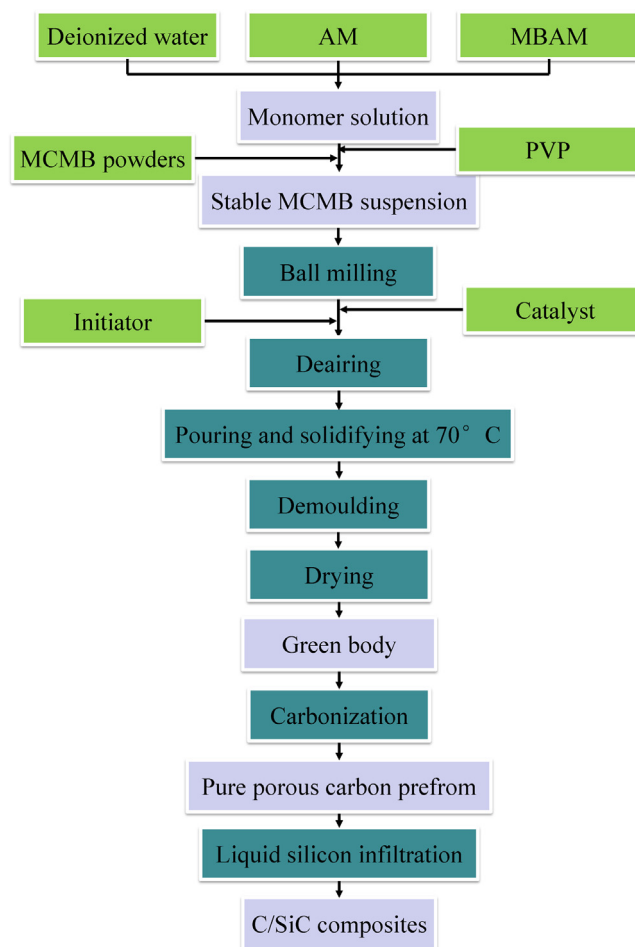 Deionized water
AM
MBAM
Monomer solution
MCMB powders
PVP
Stable MCMB suspension
Ball milling
Initiator
Catalyst
Deairing
Pouring and solidifying at 70° C
Demoulding
Drying
Green body
Carbonization
Pure porous carbon prefrom
Liquid silicon infiltration
C/SiC composites